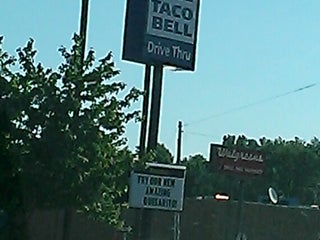 TACO
BELL
Drive Thru
TRY OUR NEW
AMAZING
QUESARITO!
Walgreens